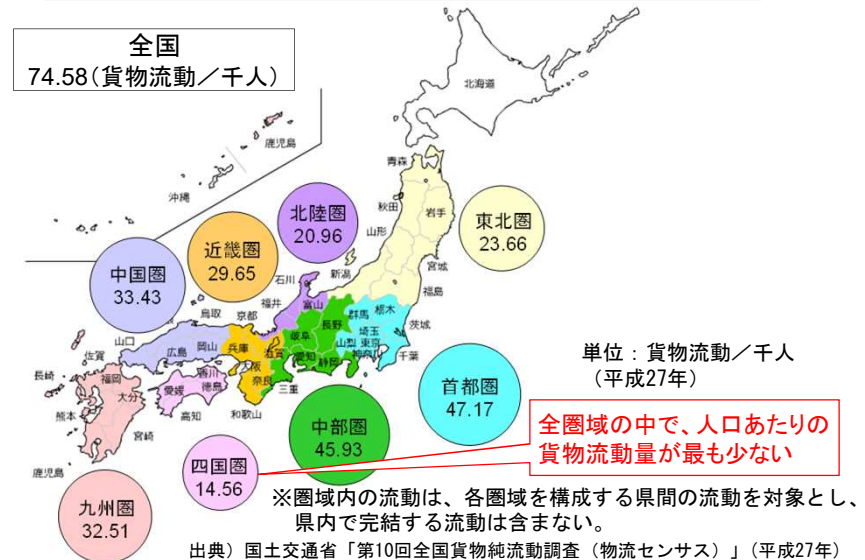 全国
74.58(貨物流動／千人)
北海道
鹿児島
沖縄
青森
秋田
岩手
山形
宮城
新潟
福島
東北圏
23.66
北陸圏
20.96
近畿圏
29.65
中国圏
33.43
石川
富山
福井
鳥取
京都
群馬
栃木
長野
埼玉
茨城
岐阜
山梨
東京
神奈川
千葉
山口
広島
岡山
兵庫
滋賀
愛知
静岡
阪
奈良
三重
和歌山
佐賀
長崎
福岡
大分
熊本
宮崎
鹿児島
香川
愛媛
徳島
高知
単位：貨物流動／千人
（平成27年）
首都圏
47.17
中部圏
45.93
四国圏
14.56
九州圏
32.51
全圏域の中で、人口あたりの
貨物流動量が最も少ない
※圏域内の流動は、各圏域を構成する県間の流動を対象とし、
県内で完結する流動は含まない。
出典）国土交通省「第10回全国貨物純流動調査（物流センサス）」（平成27年）